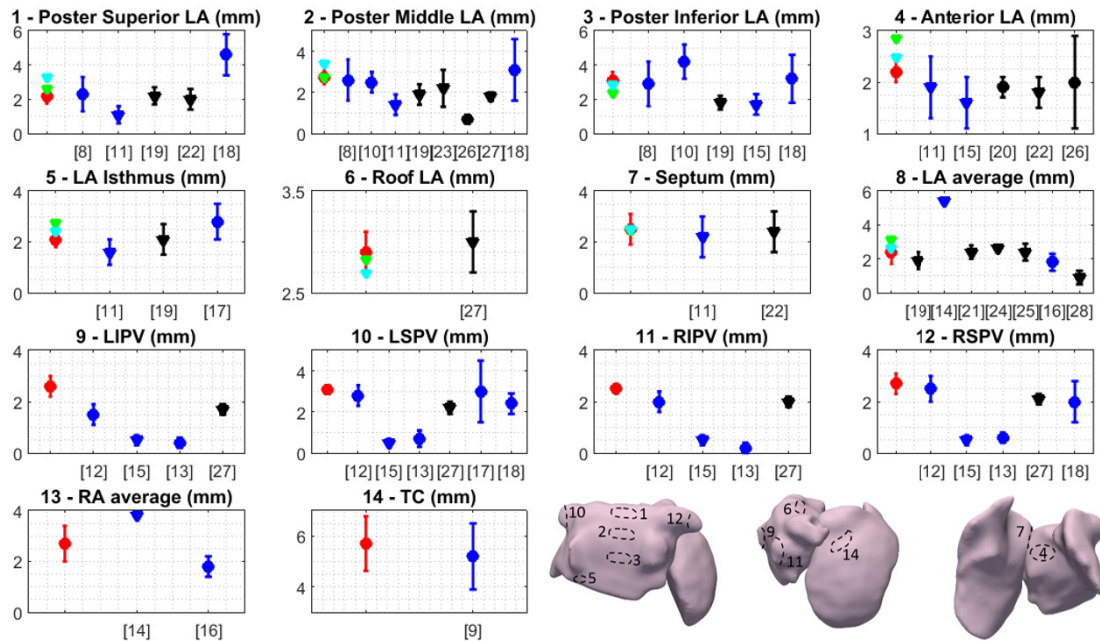 1 - Poster Superior LA (mm)
6
4
2
0
[8] [11] [19] [22] [18]
2 - Poster Middle LA (mm)
4
2
0
[8] [10] [11] [19] [23] [26] [27] [18]
3 - Poster Inferior LA (mm)
6
4
2
0
[8] [10] [19] [15] [18]
4 - Anterior LA (mm)
3
2
1
[11] [15] [20] [22] [26]
5 - LA Isthmus (mm)
4
2
0
[11] [19] [17]
6 - Roof LA (mm)
3.5
2.5
[27]
7 - Septum (mm)
4
2
0
[11] [22]
8 - LA average (mm)
6
4
2
0
[19] [14] [21] [24] [25] [16] [28]
9 - LIPV (mm)
4
2
0
[12] [15] [13] [27]
10 - LSPV (mm)
4
2
0
[12] [15] [13] [27] [17] [18]
11 - RIPV (mm)
4
2
0
[12] [15] [13] [27]
12 - RSPV (mm)
4
2
0
[12] [15] [13] [27] [18]
13 - RA average (mm)
4
2
0
[14] [16]
14 - TC (mm)
6
4
[9]
10 1 12
2
3
5
6
9
14
11
7
4